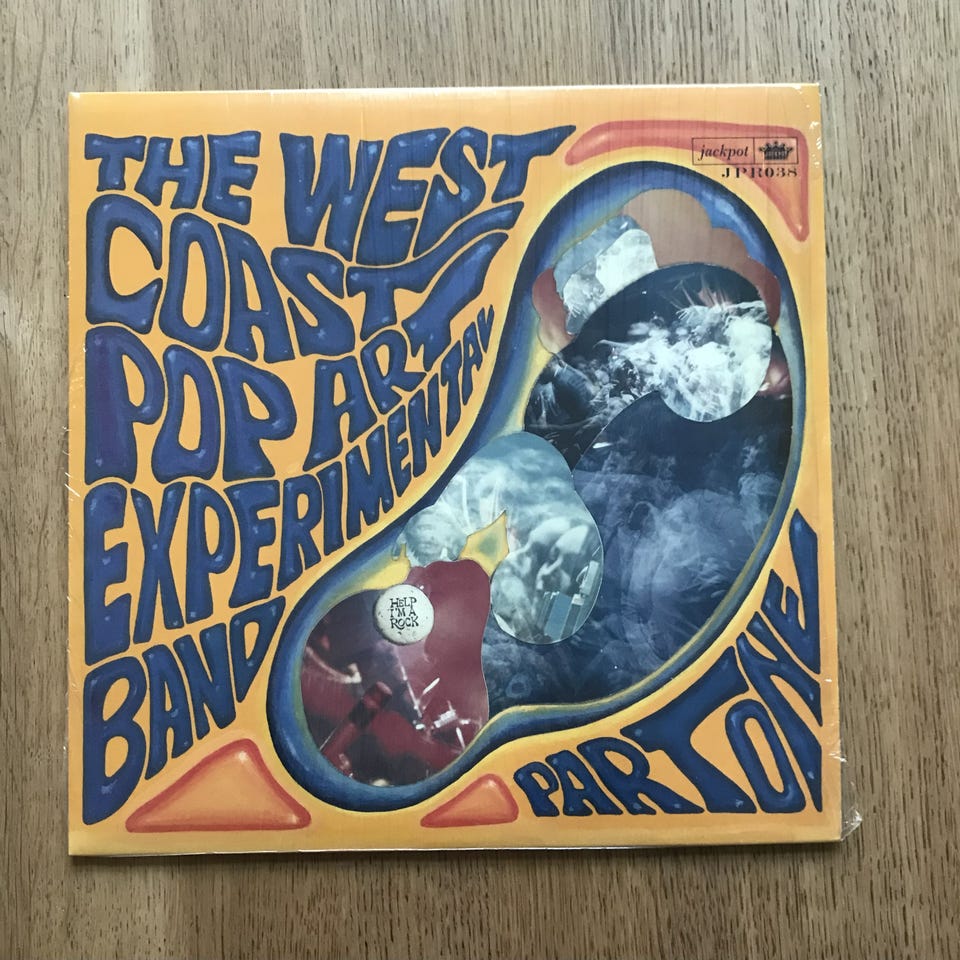 THE WEST
COAST
POP ART
EXPERIMENTAL
BAND
jackpot
JPR038
HELP
I'M A
ROCK
PART ONE